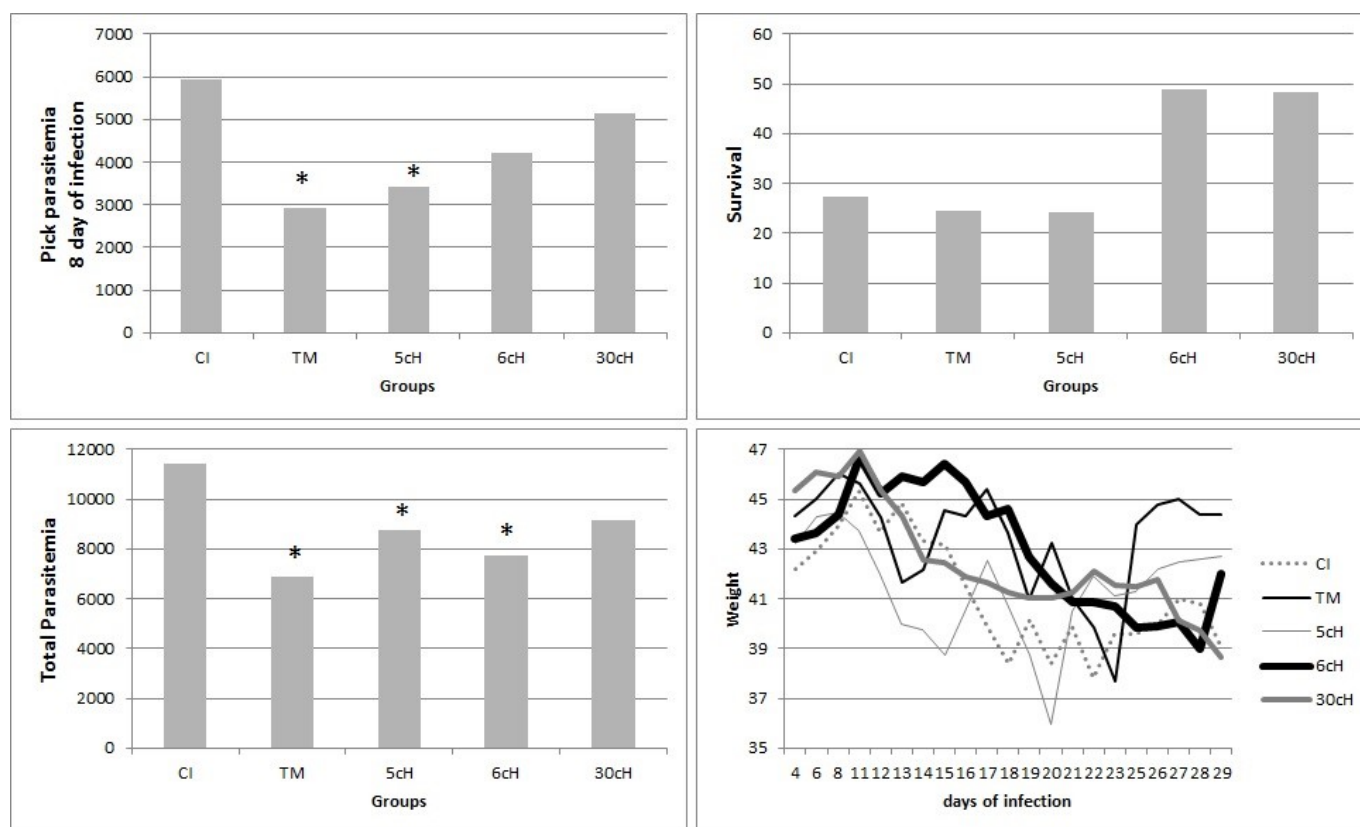 7000
6000
5000
4000
3000
2000
1000
0
Pick parasitemia
8 day of infection
*
*
CI TM 5cH 6cH 30cH
Groups
60
50
40
30
20
10
0
Survival
CI TM 5cH 6cH 30cH
Groups
12000
10000
8000
6000
4000
2000
0
Total Parasitemia
*
*
*
CI TM 5cH 6cH 30cH
Groups
47
45
43
41
39
37
35
Weight
4 6 8 11 12 13 14 15 16 17 18 19 20 21 22 23 25 26 27 28 29
days of infection
CI
TM
5cH
6cH
30cH